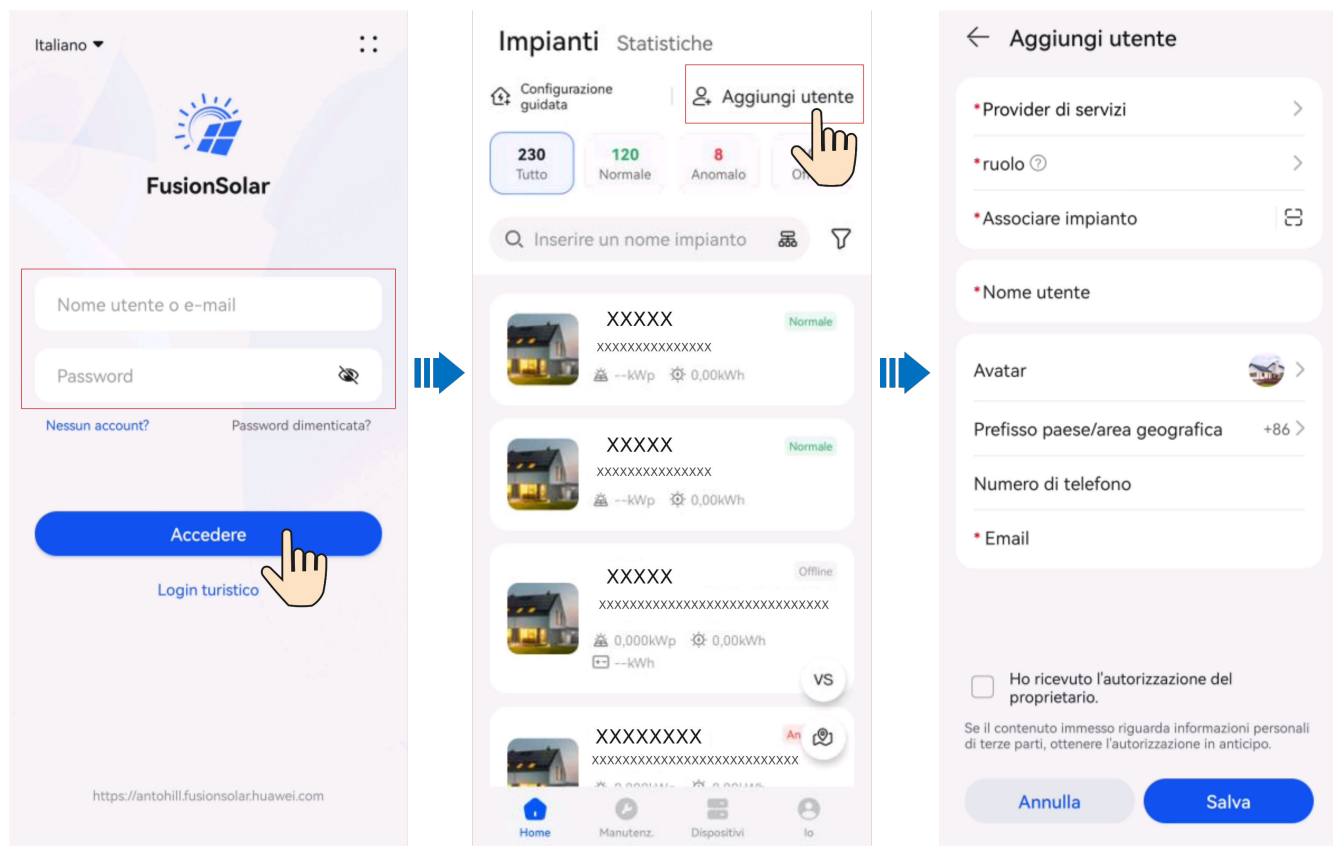 Italiano
FusionSolar
Nome utente o e-mail
Password
Nessun account?
Password dimenticata?
Accedere
Login turistico
https://antohill.fusionsolar.huawei.com
Impianti Statistiche
Configurazione
guidata
Aggiungi utente
230
Tutto
120
Normale
8
Anomalo
Inserire un nome impianto
XXXXX
Normale
XXXXXXXXXXXXXXX
--kWp 0,00kWh
XXXXX
Normale
XXXXXXXXXXXXXXX
--kWp 0,00kWh
XXXXX
Offline
XXXXXXXXXXXXXXXXXXXXXXXXXXXXXX
0,000kWp 0,00kWh
--kWh
VS
XXXXXXXX
An
XXXXXXXXXXXXXXXXXXXXXXXXXXX
Home
Manutenz.
Dispositivi
Io
Aggiungi utente
*Provider di servizi
*ruolo
*Associare impianto
*Nome utente
Avatar
Prefisso paese/area geografica +86
Numero di telefono
* Email
Ho ricevuto l'autorizzazione del
proprietario.
Se il contenuto immesso riguarda informazioni personali
di terze parti, ottenere l'autorizzazione in anticipo.
Annulla
Salva